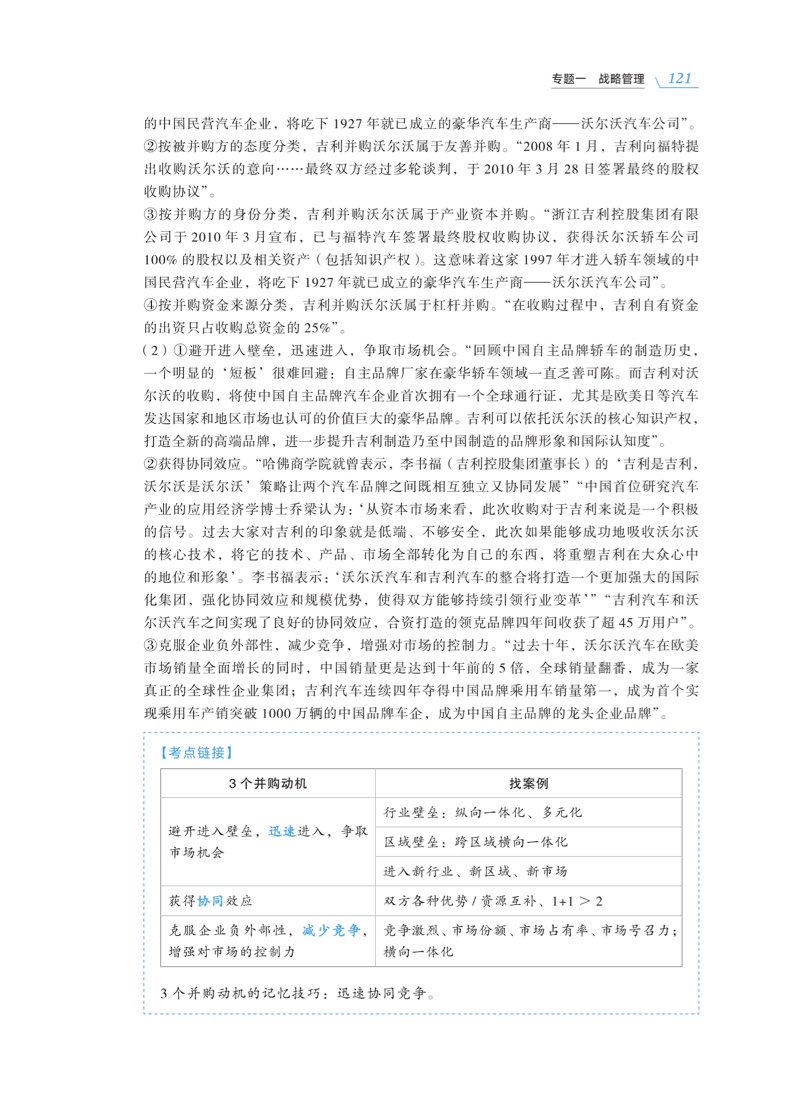 专题一 战略管理 121
的中国民营汽车企业，将吃下 1927 年就已成立的豪华汽车生产商——沃尔沃汽车公司”。
②按被并购方的态度分类，吉利并购沃尔沃属于友善并购。“2008 年 1 月，吉利向福特提
出收购沃尔沃的意向……最终双方经过多轮谈判，于 2010 年 3 月 28 日签署最终的股权
收购协议”。
③按并购方的身份分类，吉利并购沃尔沃属于产业资本并购。“浙江吉利控股集团有限
公司于 2010 年 3 月宣布，已与福特汽车签署最终股权收购协议，获得沃尔沃轿车公司
100% 的股权以及相关资产（包括知识产权）。这意味着这家 1997 年才进入轿车领域的中
国民营汽车企业，将吃下 1927 年就已成立的豪华汽车生产商——沃尔沃汽车公司”。
④按并购资金来源分类，吉利并购沃尔沃属于杠杆并购。“在收购过程中，吉利自有资金
的出资只占收购总资金的 25%”。
（2）①避开进入壁垒，迅速进入，争取市场机会。“回顾中国自主品牌轿车的制造历史，
一个明显的‘短板’很难回避：自主品牌厂家在豪华轿车领域一直乏善可陈。而吉利对沃
尔沃的收购，将使中国自主品牌汽车企业首次拥有一个全球通行证，尤其是欧美日等汽车
发达国家和地区市场也认可的价值巨大的豪华品牌。吉利可以依托沃尔沃的核心知识产权，
打造全新的高端品牌，进一步提升吉利制造乃至中国制造的品牌形象和国际认知度”。
②获得协同效应。“哈佛商学院就曾表示，李书福（吉利控股集团董事长）的‘吉利是吉利，
沃尔沃是沃尔沃’策略让两个汽车品牌之间既相互独立又协同发展”“中国首位研究汽车
产业的应用经济学博士乔梁认为：‘从资本市场来看，此次收购对于吉利来说是一个积极
的信号。过去大家对吉利的印象就是低端、不够安全，此次如果能够成功地吸收沃尔沃
的核心技术，将它的技术、产品、市场全部转化为自己的东西，将重塑吉利在大众心中
的地位和形象’。李书福表示：‘沃尔沃汽车和吉利汽车的整合将打造一个更加强大的国际
化集团，强化协同效应和规模优势，使得双方能够持续引领行业变革’”“吉利汽车和沃
尔沃汽车之间实现了良好的协同效应，合资打造的领克品牌四年间收获了超 45 万用户”。
③克服企业负外部性，减少竞争，增强对市场的控制力。“过去十年，沃尔沃汽车在欧美
市场销量全面增长的同时，中国销量更是达到十年前的 5 倍，全球销量翻番，成为一家
真正的全球性企业集团；吉利汽车连续四年夺得中国品牌乘用车销量第一，成为首个实
现乘用车产销突破 1000 万辆的中国品牌车企，成为中国自主品牌的龙头企业品牌”。
【考点链接】
3 个并购动机 找案例
避开进入壁垒，迅速进入，争取
市场机会
行业壁垒：纵向一体化、多元化
区域壁垒：跨区域横向一体化
进入新行业、新区域、新市场
获得协同效应 双方各种优势 / 资源互补、1+1 > 2
克服企业负外部性，减少竞争，
增强对市场的控制力
竞争激烈、市场份额、市场占有率、市场号召力；
横向一体化
3 个并购动机的记忆技巧：迅速协同竞争。